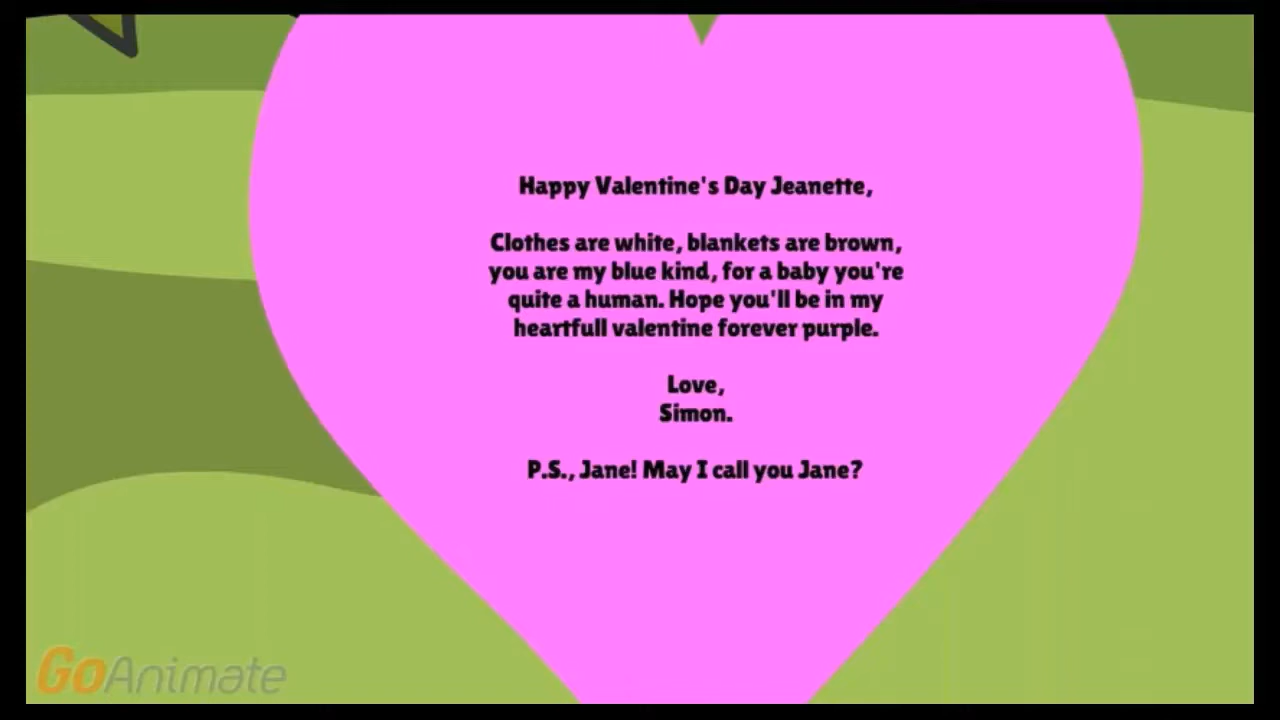 Happy Valentine's Day Jeanette,
Clothes are white, blankets are brown,
you are my blue kind, for a baby you're
quite a human. Hope you'll be in my
heartfull valentine forever purple.
Love,
Simon.
P.S., Jane! May I call you Jane?
GoAnimate